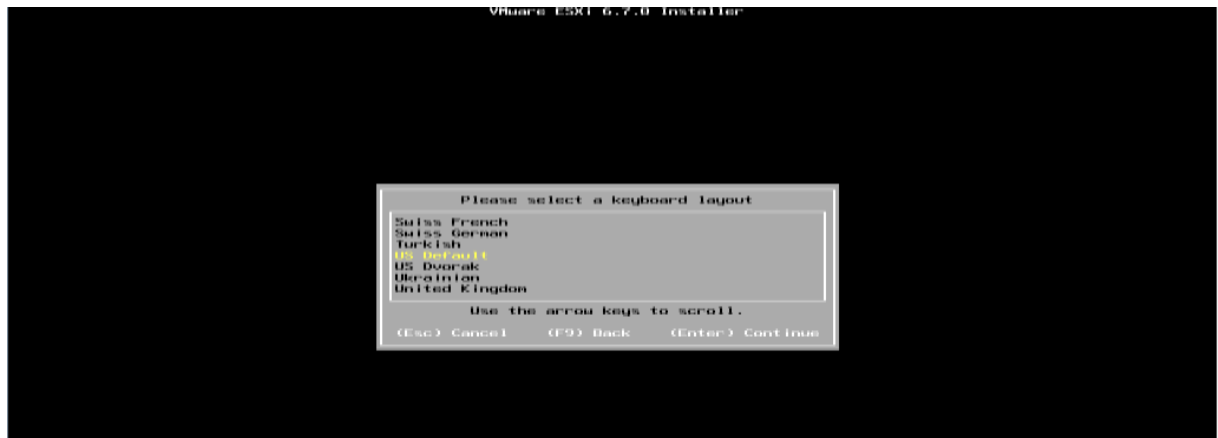 VMware ESXi 6.7.0 Installer
Please select a keyboard layout
Swiss French
Swiss German
Turkish
US Default
US Dvorak
Ukrainian
United Kingdom
Use the arrow keys to scroll.
(Esc) Cancel (F9) Back (Enter) Continue